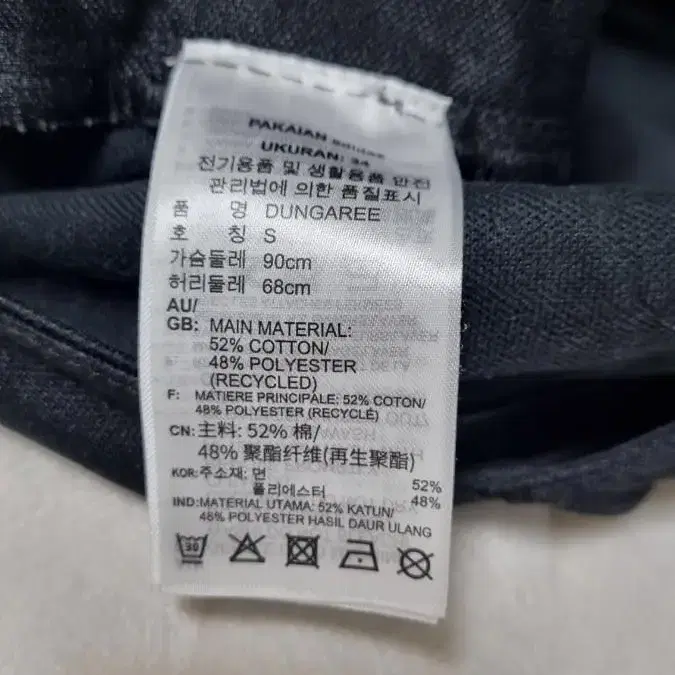 PAKAIAN adidas
UKURAN: 34
전기용품 및 생활용품 안전
관리법에 의한 품질표시
품 명 DUNGAREE
호 칭 S
가슴둘레 90cm
허리둘레 68cm
AU/
GB: MAIN MATERIAL:
52% COTTON/
48% POLYESTER
(RECYCLED)
F: MATIERE PRINCIPALE: 52% COTON/
48% POLYESTER (RECYCLÉ)
CN: 主料: 52% 棉/
48% 聚酯纤维(再生聚酯)
KOR: 주소재: 면 52%
폴리에스터 48%
IND: MATERIAL UTAMA: 52% KATUN/
48% POLYESTER HASIL DAUR ULANG
30